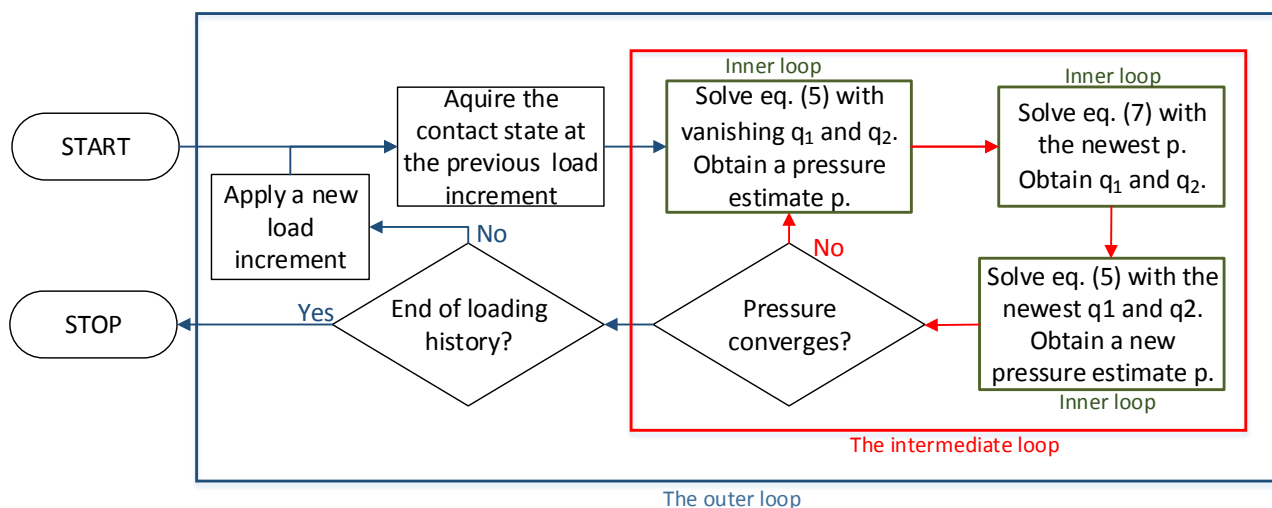 START
Aquire the
contact state at
the previous load
increment
Inner loop
Solve eq. (5) with
vanishing q₁ and q₂.
Obtain a pressure
estimate p.
Inner loop
Solve eq. (7) with
the newest p.
Obtain q₁ and q₂.
Apply a new
load
increment
No
No
STOP
Yes
End of loading
history?
Pressure
converges?
Solve eq. (5) with the
newest q1 and q2.
Obtain a new
pressure estimate p.
Inner loop
The intermediate loop
The outer loop